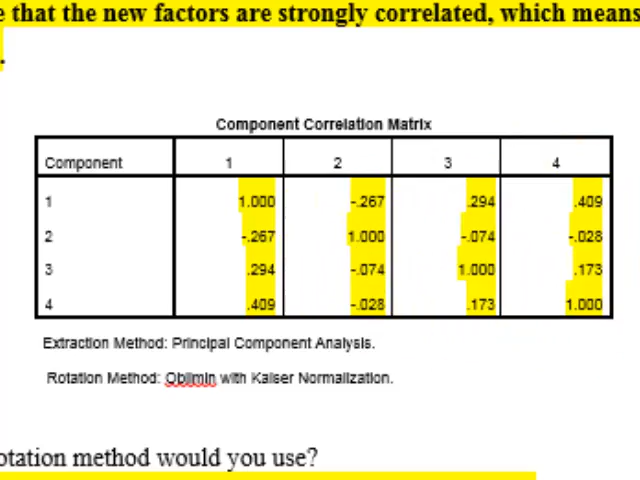 e that the new factors are strongly correlated, which means
.
Component Correlation Matrix
Component 1 2 3 4
1 1.000 -.267 .294 .409
2 -.267 1.000 -.074 -.028
3 .294 -.074 1.000 .173
4 .409 -.028 .173 1.000
Extraction Method: Principal Component Analysis.
Rotation Method: Oblimin with Kaiser Normalization.
otation method would you use?